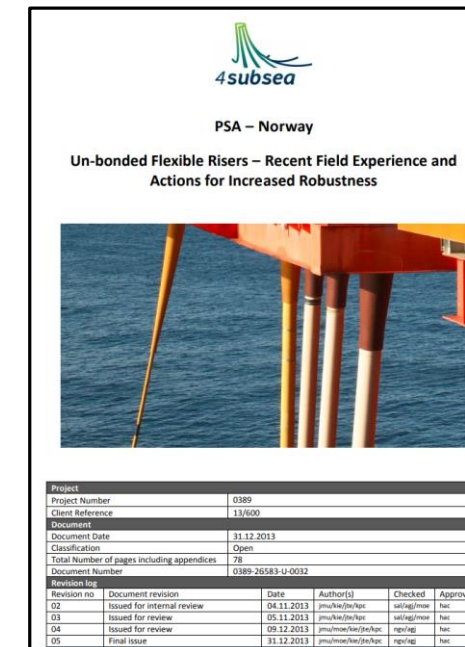 4subsea
PSA – Norway
Un-bonded Flexible Risers – Recent Field Experience and
Actions for Increased Robustness
Project
Project Number 0389
Client Reference 13/600
Document
Document Date 31.12.2013
Classification Open
Total Number of pages including appendices 78
Document Number 0389-26583-U-0032
Revision log
Revision no Document revision Date Author(s) Checked Approv
02 Issued for internal review 04.11.2013 jmu/kie/jte/kpc sal/agj/moe hac
03 Issued for review 05.11.2013 jmu/kie/jte/kpc sal/agj/moe hac
04 Issued for review 09.12.2013 jmu/moe/kie/jte/kpc ngv/agj hac
05 Final issue 31.12.2013 jmu/moe/kie/jte/kpc ngv/agj hac